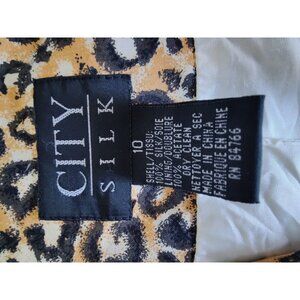 CITY
SILK
10
SHELL/TISSU:
100% SILK/SOIE
LINING/DOUBLURE
100% ACETATE
DRY CLEAN
NETTOYER A SEC
MADE IN CHINA
FABRIQUE EN CHINE
RN 84766